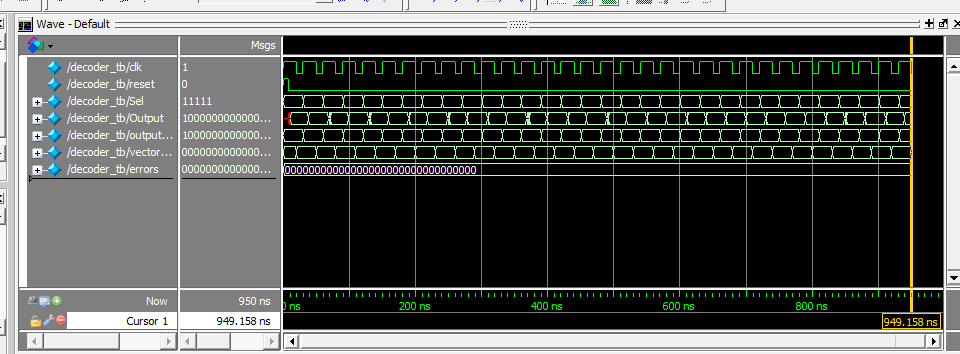 Wave - Default
Msgs
/decoder_tb/clk 1
/decoder_tb/reset 0
/decoder_tb/Sel 11111
/decoder_tb/Output 1000000000000...
/decoder_tb/output... 1000000000000...
/decoder_tb/vector... 0000000000000...
/decoder_tb/errors 0000000000000... 00000000000000000000000000000000
Now 950 ns 0 ns 200 ns 400 ns 600 ns 800 ns
Cursor 1 949.158 ns 949.158 ns